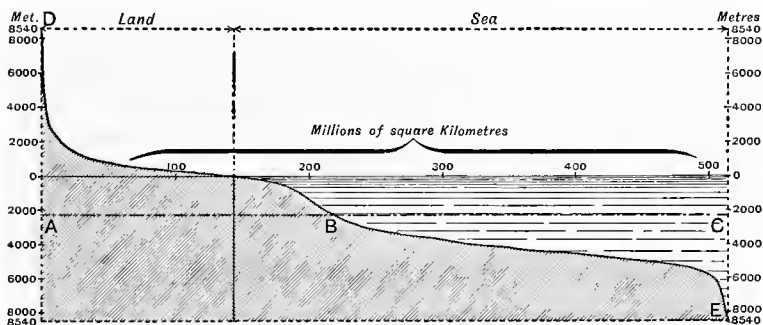 Met. D Land Sea Metres
8540 8540
8000 8000
6000 6000
4000 4000
Millions of square Kilometres
2000 2000
100 200 300 400 500
0 0
2000 2000
A B C
4000 4000
6000 6000
8000 E 8000
8540 8540